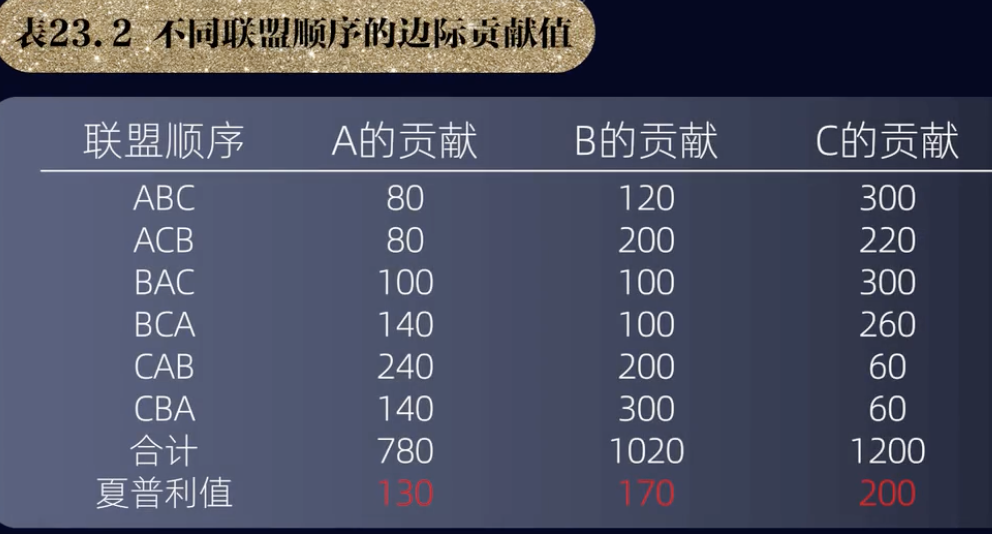 表23.2 不同联盟顺序的边际贡献值
联盟顺序 A的贡献 B的贡献 C的贡献
ABC 80 120 300
ACB 80 200 220
BAC 100 100 300
BCA 140 100 260
CAB 240 200 60
CBA 140 300 60
合计 780 1020 1200
夏普利值 130 170 200